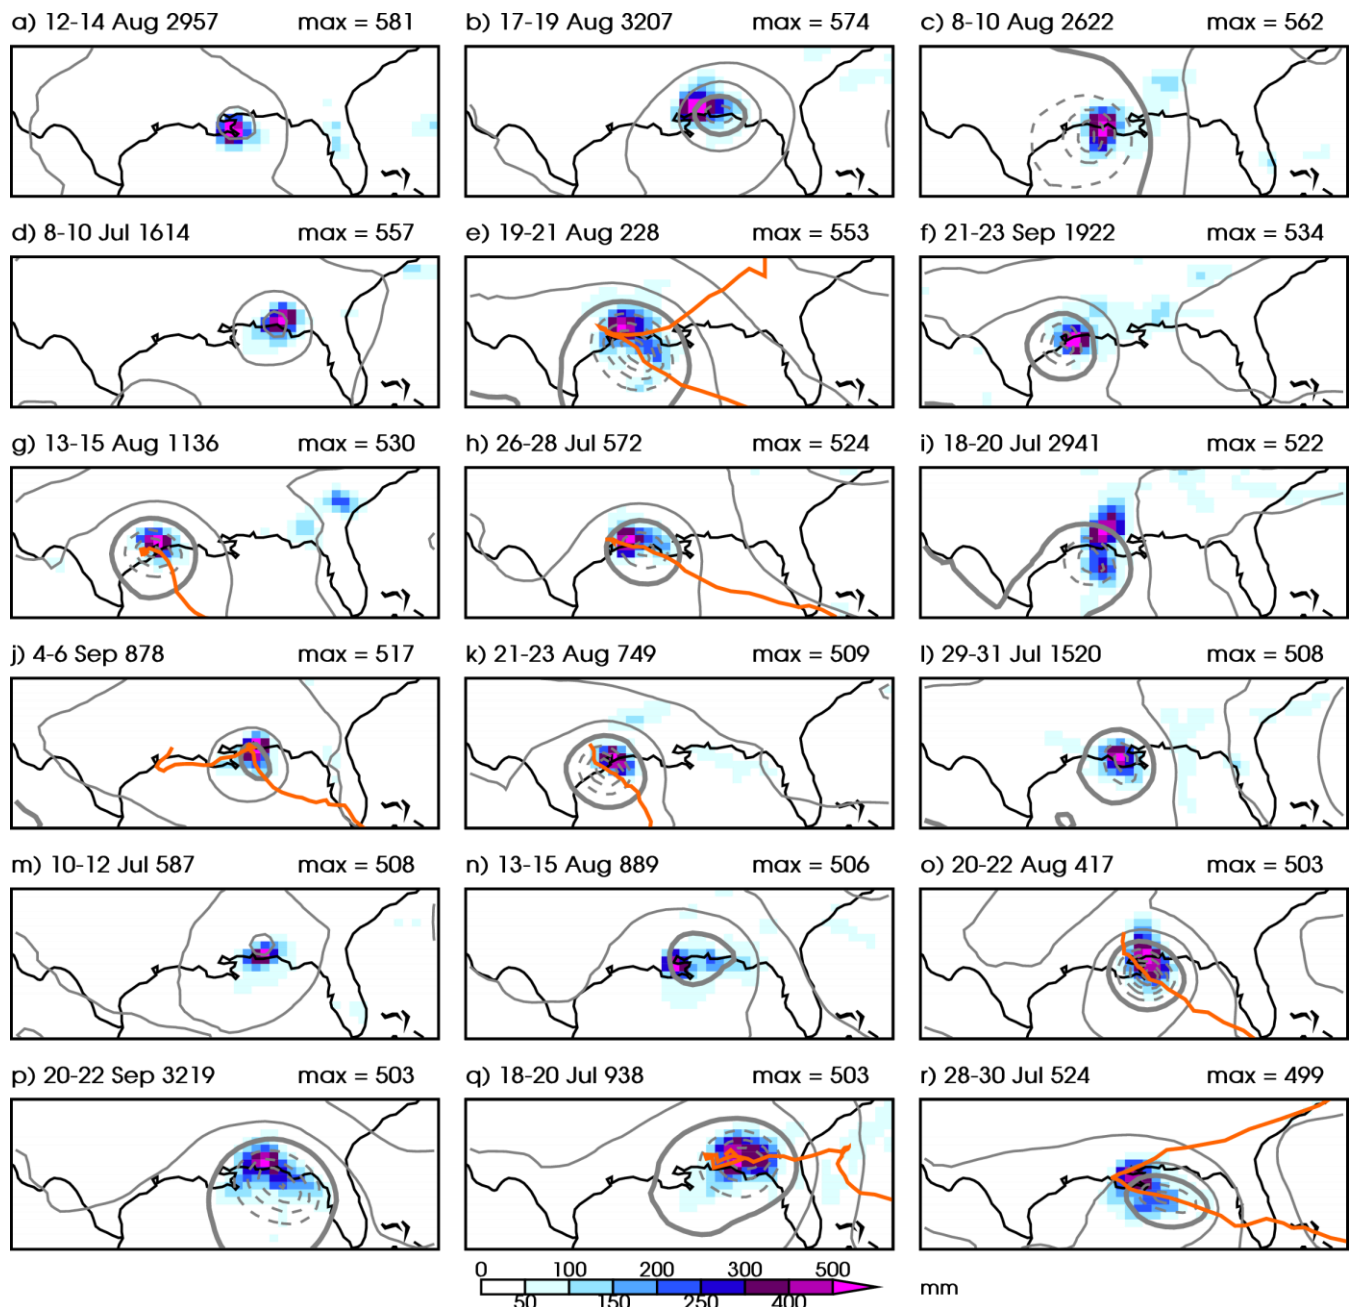 a) 12-14 Aug 2957 max = 581
b) 17-19 Aug 3207 max = 574
c) 8-10 Aug 2622 max = 562
d) 8-10 Jul 1614 max = 557
e) 19-21 Aug 228 max = 553
f) 21-23 Sep 1922 max = 534
g) 13-15 Aug 1136 max = 530
h) 26-28 Jul 572 max = 524
i) 18-20 Jul 2941 max = 522
j) 4-6 Sep 878 max = 517
k) 21-23 Aug 749 max = 509
l) 29-31 Jul 1520 max = 508
m) 10-12 Jul 587 max = 508
n) 13-15 Aug 889 max = 506
o) 20-22 Aug 417 max = 503
p) 20-22 Sep 3219 max = 503
q) 18-20 Jul 938 max = 503
r) 28-30 Jul 524 max = 499
0 100 200 300 500
mm
50 150 250 400